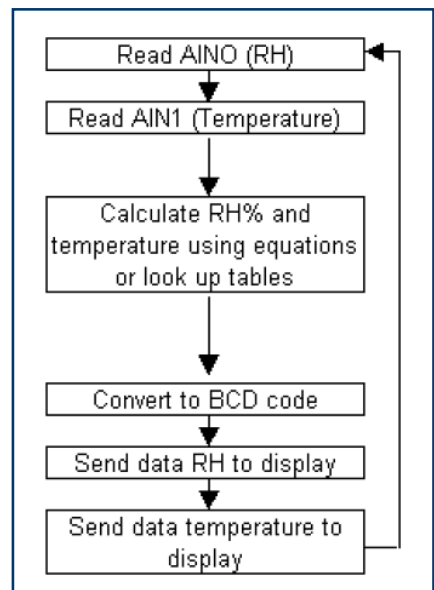 Read AINO (RH)
Read AIN1 (Temperature)
Calculate RH% and
temperature using equations
or look up tables
Convert to BCD code
Send data RH to display
Send data temperature to
display